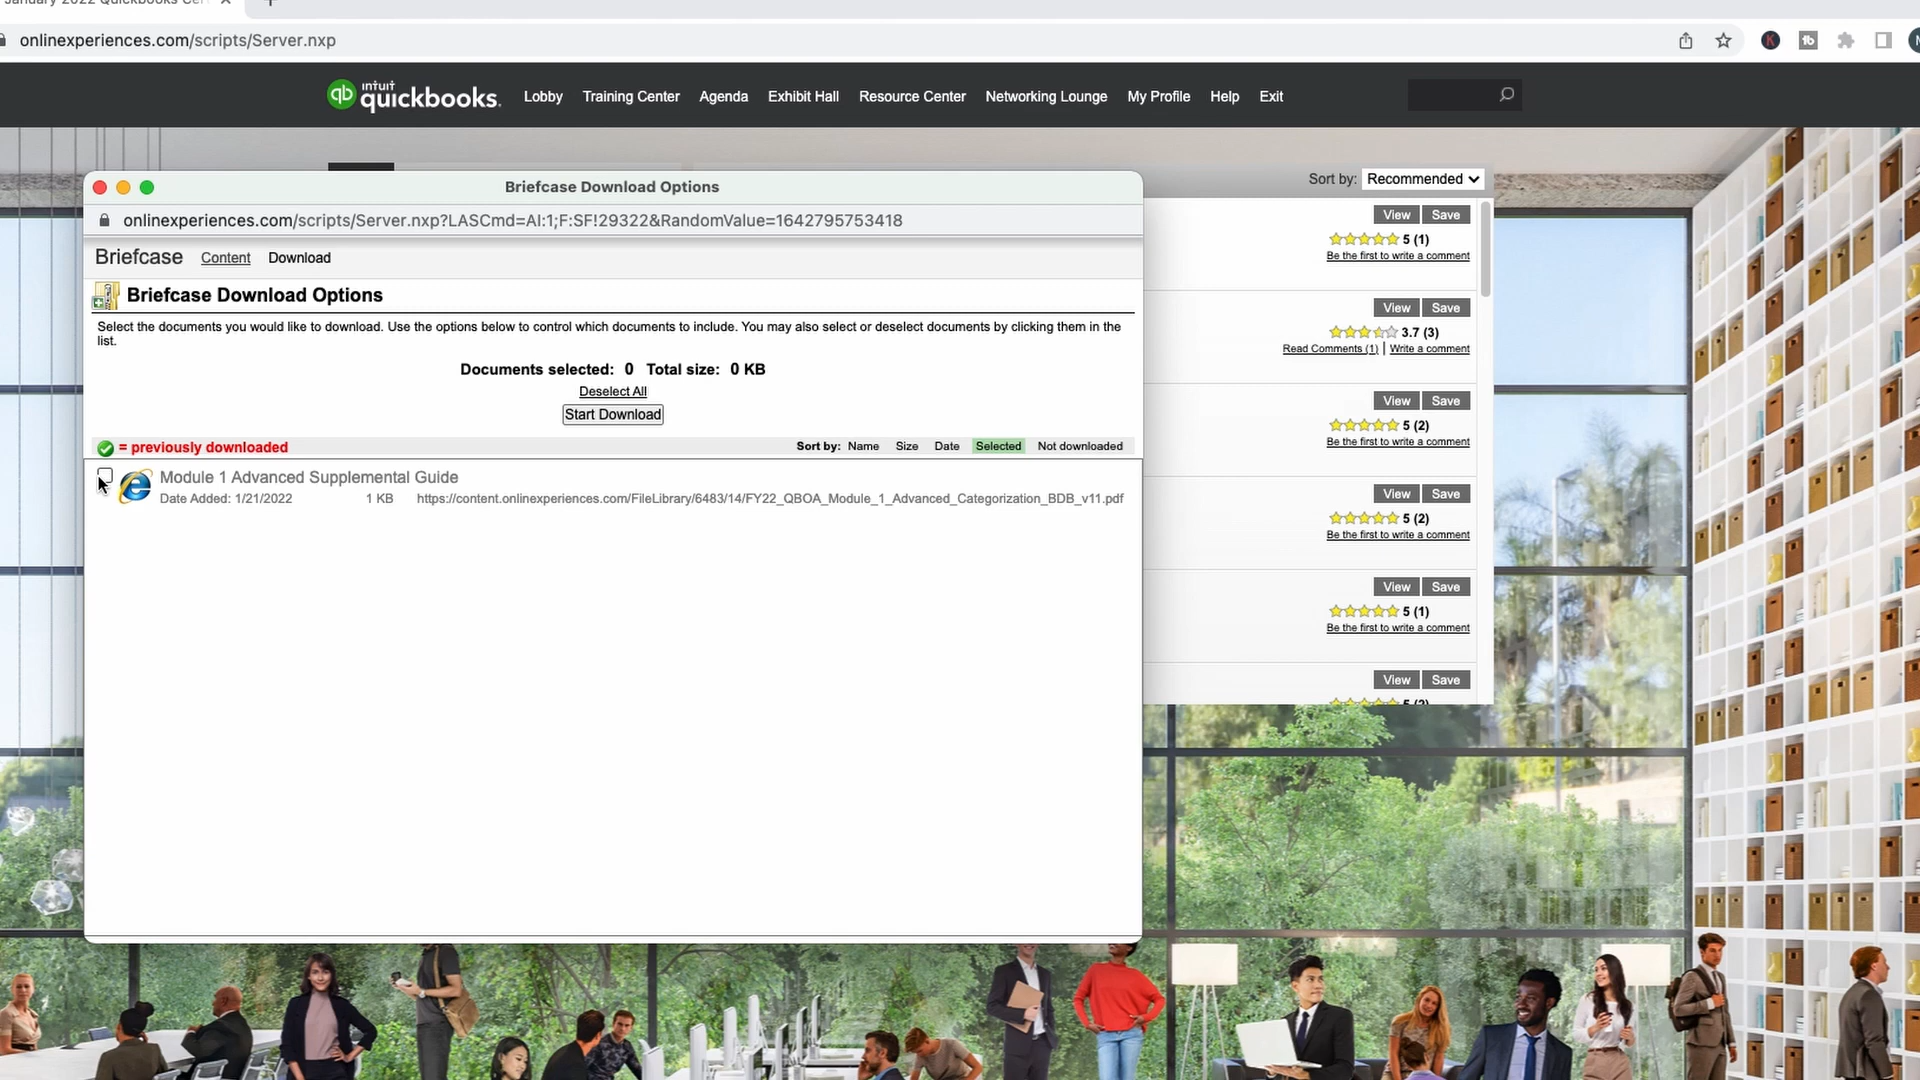 January 2022 Quickbooks Cer
onlinexperiences.com/scripts/Server.nxp
intuit
quickbooks.
qb
Lobby Training Center Agenda Exhibit Hall Resource Center Networking Lounge My Profile Help Exit
Sort by: Recommended
Briefcase Download Options
onlinexperiences.com/scripts/Server.nxp?LASCmd=AI:1;F:SF!29322&RandomValue=1642795753418
Briefcase Content Download
Briefcase Download Options
Select the documents you would like to download. Use the options below to control which documents to include. You may also select or deselect documents by clicking them in the
list.
Documents selected: 0 Total size: 0 KB
Deselect All
Start Download
= previously downloaded
Sort by: Name Size Date Selected Not downloaded
Module 1 Advanced Supplemental Guide
Date Added: 1/21/2022 1 KB https://content.onlinexperiences.com/FileLibrary/6483/14/FY22_QBOA_Module_1_Advanced_Categorization_BDB_v11.pdf
View Save
5 (1)
Be the first to write a comment
View Save
3.7 (3)
Read Comments (1) | Write a comment
View Save
5 (2)
Be the first to write a comment
View Save
5 (2)
Be the first to write a comment
View Save
5 (1)
Be the first to write a comment
View Save
5 (2)